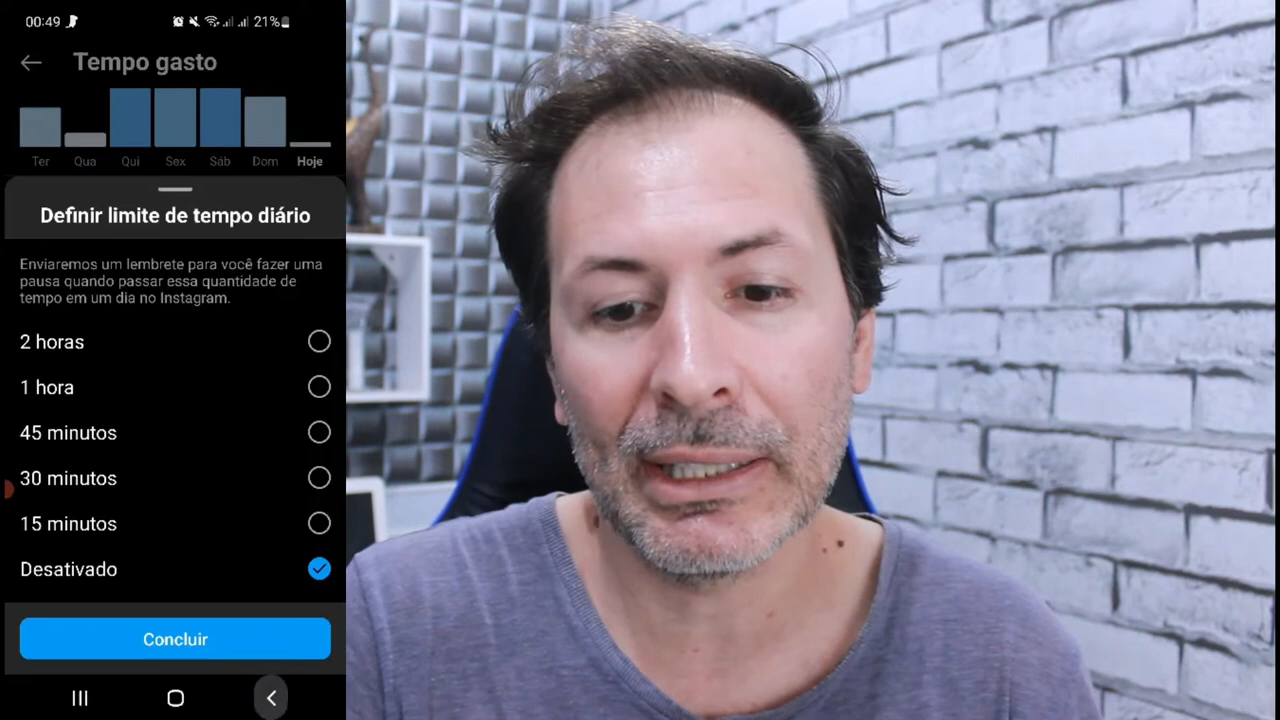 00:49 21%
Tempo gasto
Ter Qua Qui Sex Sáb Dom Hoje
Definir limite de tempo diário
Enviaremos um lembrete para você fazer uma
pausa quando passar essa quantidade de
tempo em um dia no Instagram.
2 horas
1 hora
45 minutos
30 minutos
15 minutos
Desativado
Concluir